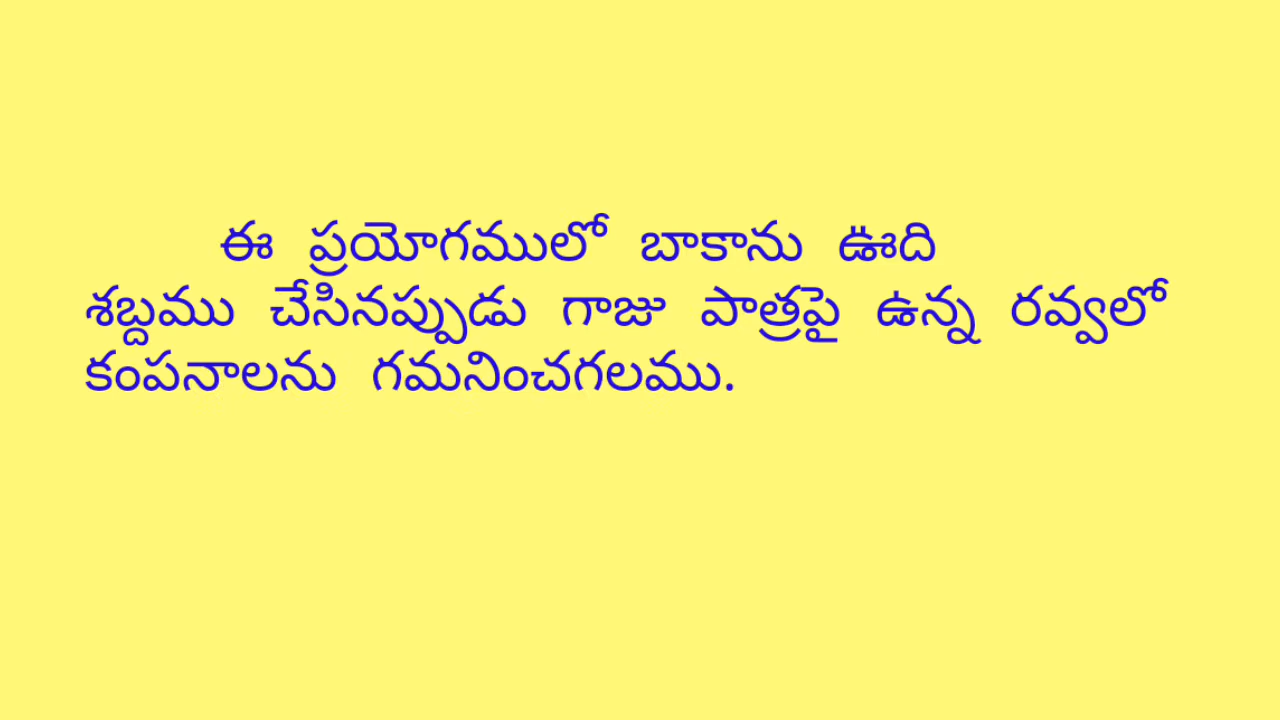 ఈ ప్రయోగములో బాకాను ఊది
శబ్దము చేసినప్పుడు గాజు పాత్రపై ఉన్న రవ్వలో
కంపనాలను గమనించగలము.